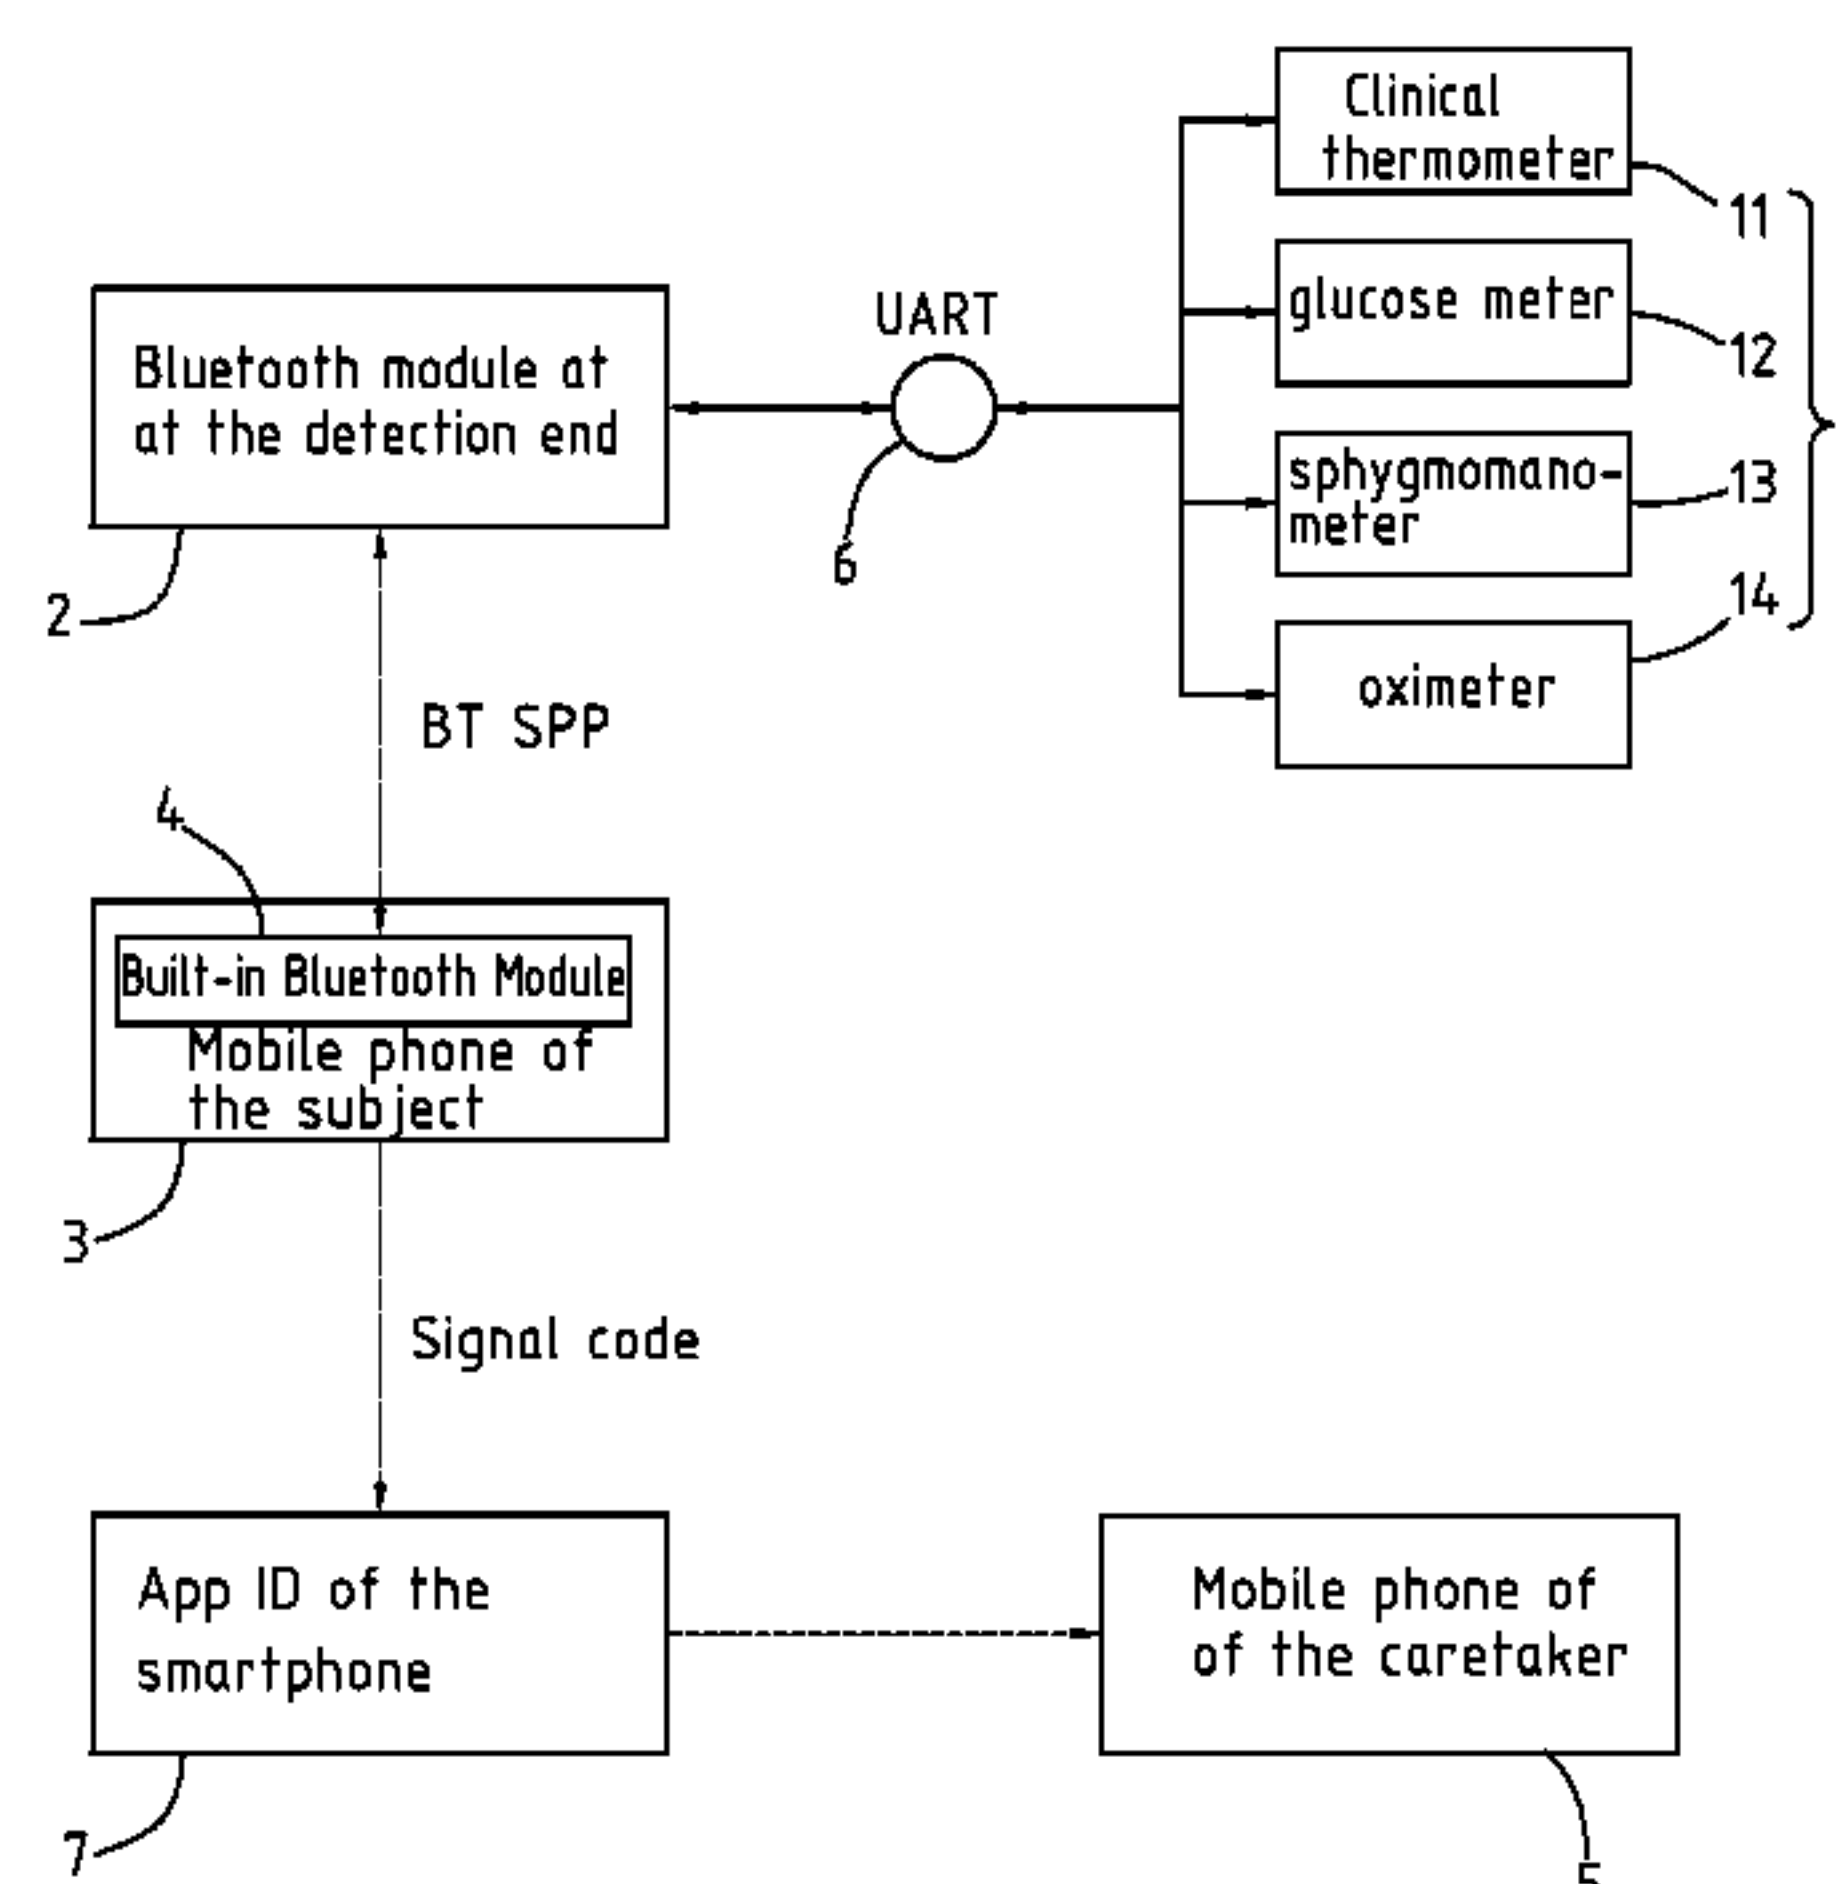 Clinical
thermometer
11
glucose meter
12
sphygmomano-
meter
13
14
oximeter
UART
6
Bluetooth module at
at the detection end
2
BT SPP
4
Built-in Bluetooth Module
Mobile phone of
the subject
3
Signal code
App ID of the
smartphone
7
Mobile phone of
of the caretaker
5